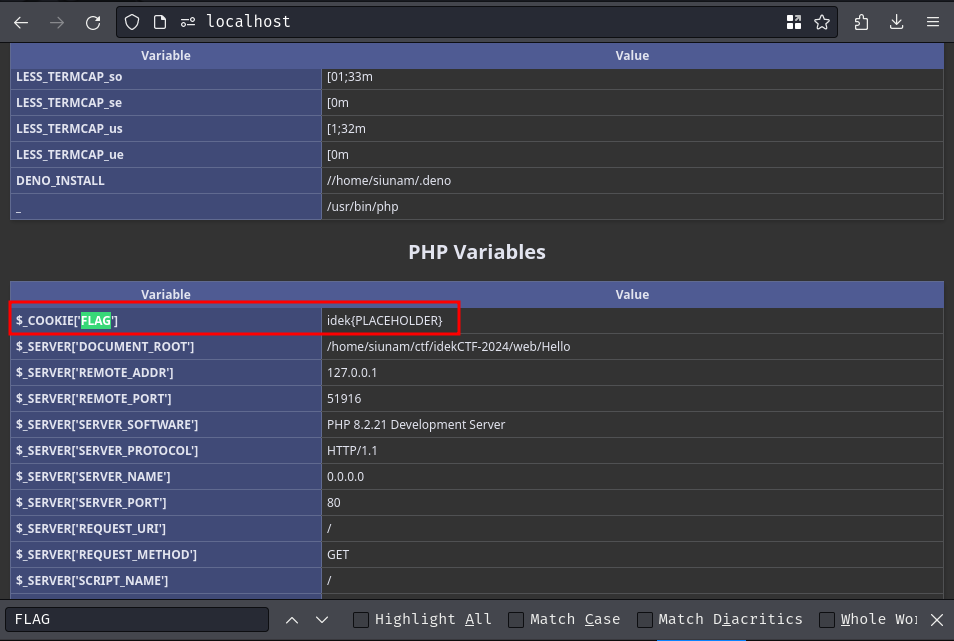 localhost
Variable Value
LESS_TERMCAP_so [01;33m
LESS_TERMCAP_se [0m
LESS_TERMCAP_us [1;32m
LESS_TERMCAP_ue [0m
DENO_INSTALL //home/siunam/.deno
_ /usr/bin/php
PHP Variables
Variable Value
$_COOKIE['FLAG'] idek{PLACEHOLDER}
$_SERVER['DOCUMENT_ROOT'] /home/siunam/ctf/idekCTF-2024/web/Hello
$_SERVER['REMOTE_ADDR'] 127.0.0.1
$_SERVER['REMOTE_PORT'] 51916
$_SERVER['SERVER_SOFTWARE'] PHP 8.2.21 Development Server
$_SERVER['SERVER_PROTOCOL'] HTTP/1.1
$_SERVER['SERVER_NAME'] 0.0.0.0
$_SERVER['SERVER_PORT'] 80
$_SERVER['REQUEST_URI'] /
$_SERVER['REQUEST_METHOD'] GET
$_SERVER['SCRIPT_NAME'] /
FLAG Highlight All Match Case Match Diacritics Whole Wor